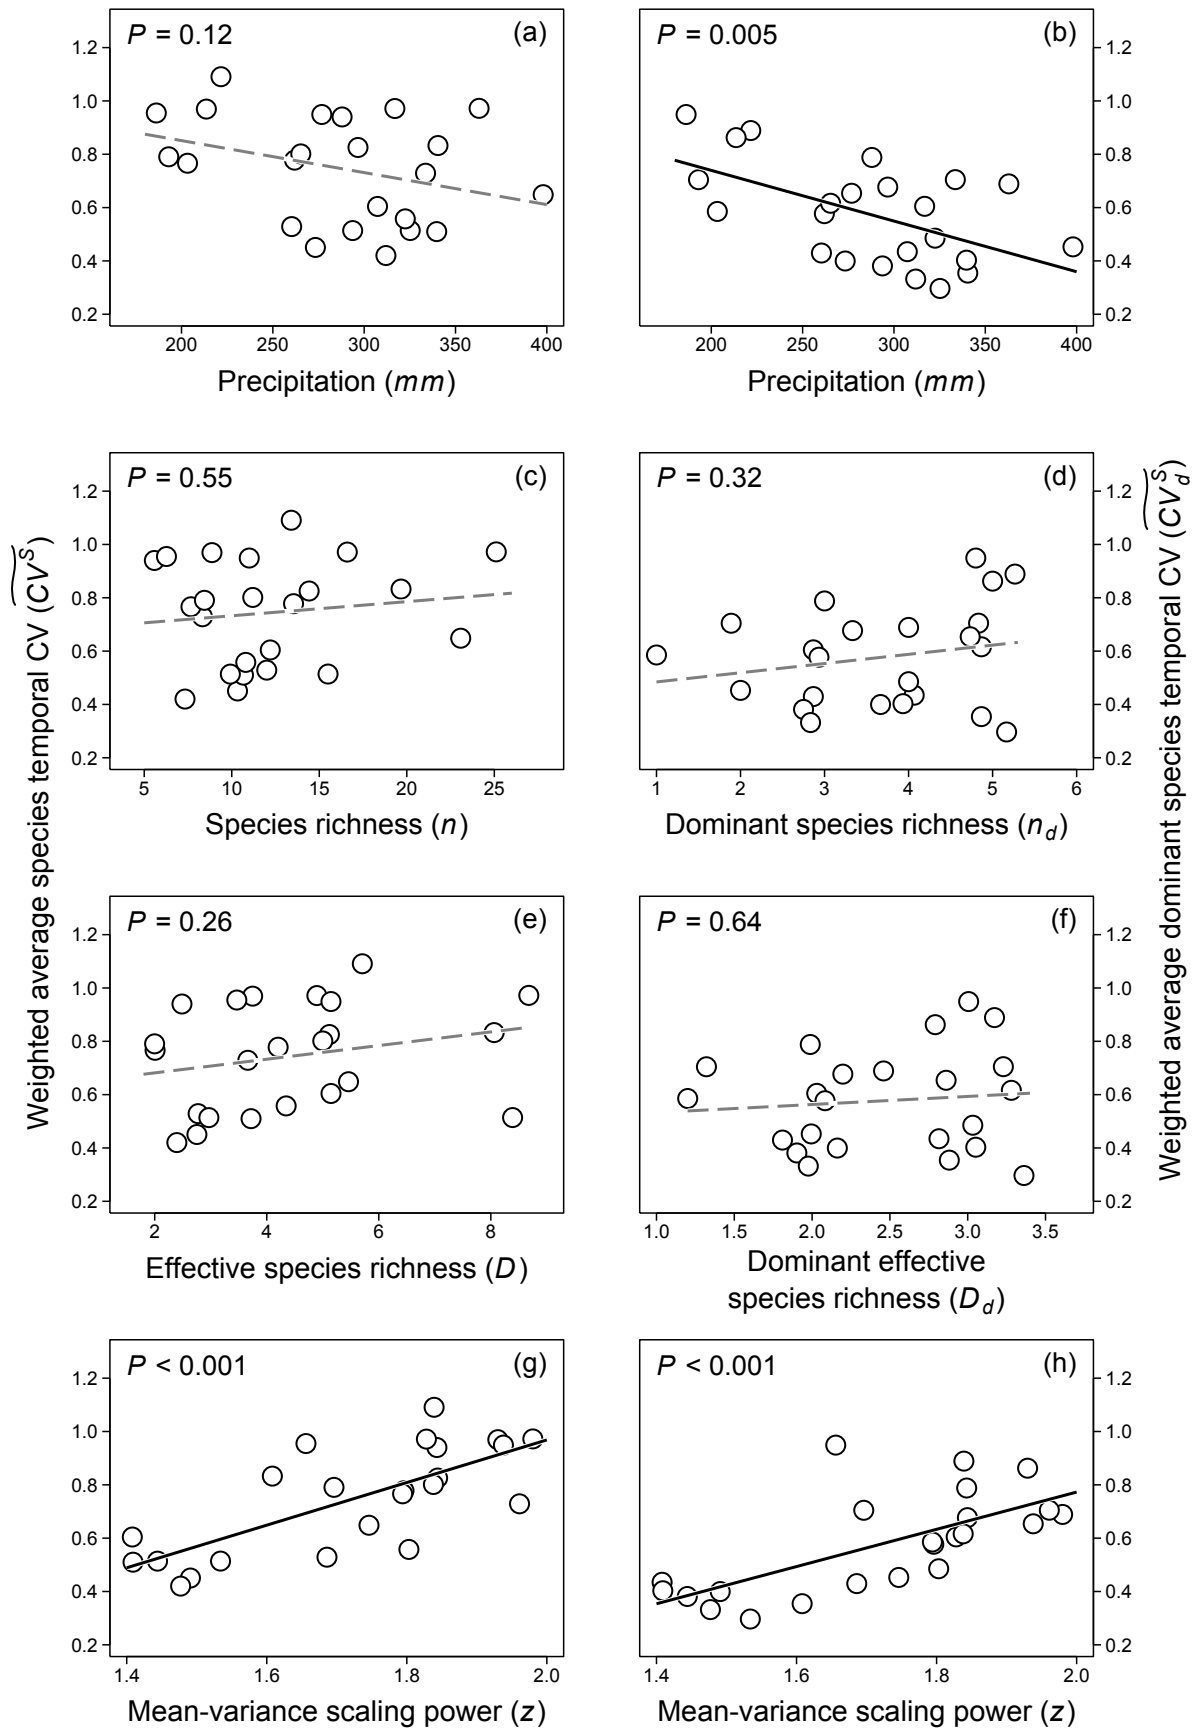 P = 0.12 (a)
1.2
1.0
0.8
0.6
0.4
0.2
200 250 300 350 400
Precipitation (mm)
P = 0.005 (b)
1.2
1.0
0.8
0.6
0.4
0.2
200 250 300 350 400
Precipitation (mm)
Weighted average species temporal CV (CV^S)
P = 0.55 (c)
1.2
1.0
0.8
0.6
0.4
0.2
5 10 15 20 25
Species richness (n)
P = 0.32 (d)
1.2
1.0
0.8
0.6
0.4
0.2
1 2 3 4 5 6
Dominant species richness (n_d)
Weighted average dominant species temporal CV (CV_d^S)
P = 0.26 (e)
1.2
1.0
0.8
0.6
0.4
0.2
2 4 6 8
Effective species richness (D)
P = 0.64 (f)
1.2
1.0
0.8
0.6
0.4
0.2
1.0 1.5 2.0 2.5 3.0 3.5
Dominant effective
species richness (D_d)
P < 0.001 (g)
1.2
1.0
0.8
0.6
0.4
0.2
1.4 1.6 1.8 2.0
Mean-variance scaling power (z)
P < 0.001 (h)
1.2
1.0
0.8
0.6
0.4
0.2
1.4 1.6 1.8 2.0
Mean-variance scaling power (z)